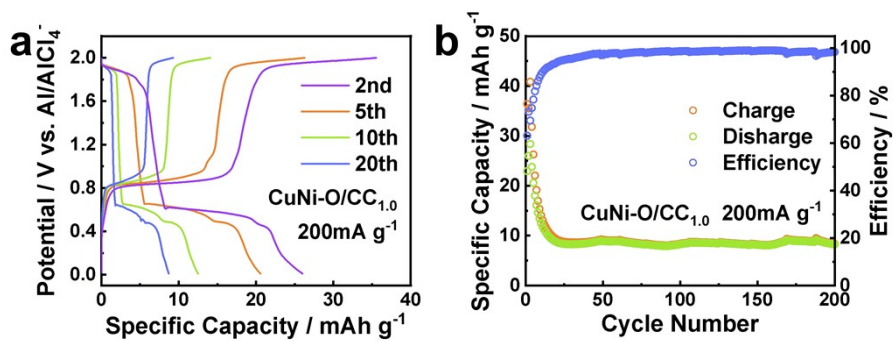 a
Potential / V vs. Al/AlCl4-
2.0
1.6
1.2
0.8
0.4
0.0
2nd
5th
10th
20th
CuNi-O/CC1.0
200mA g-1
0 10 20 30 40
Specific Capacity / mAh g-1
b
Specific Capacity / mAh g-1
50
40
30
20
10
0
Charge
Disharge
Efficiency
CuNi-O/CC1.0 200mA g-1
100
80
60
40
20
0
Efficiency / %
0 50 100 150 200
Cycle Number